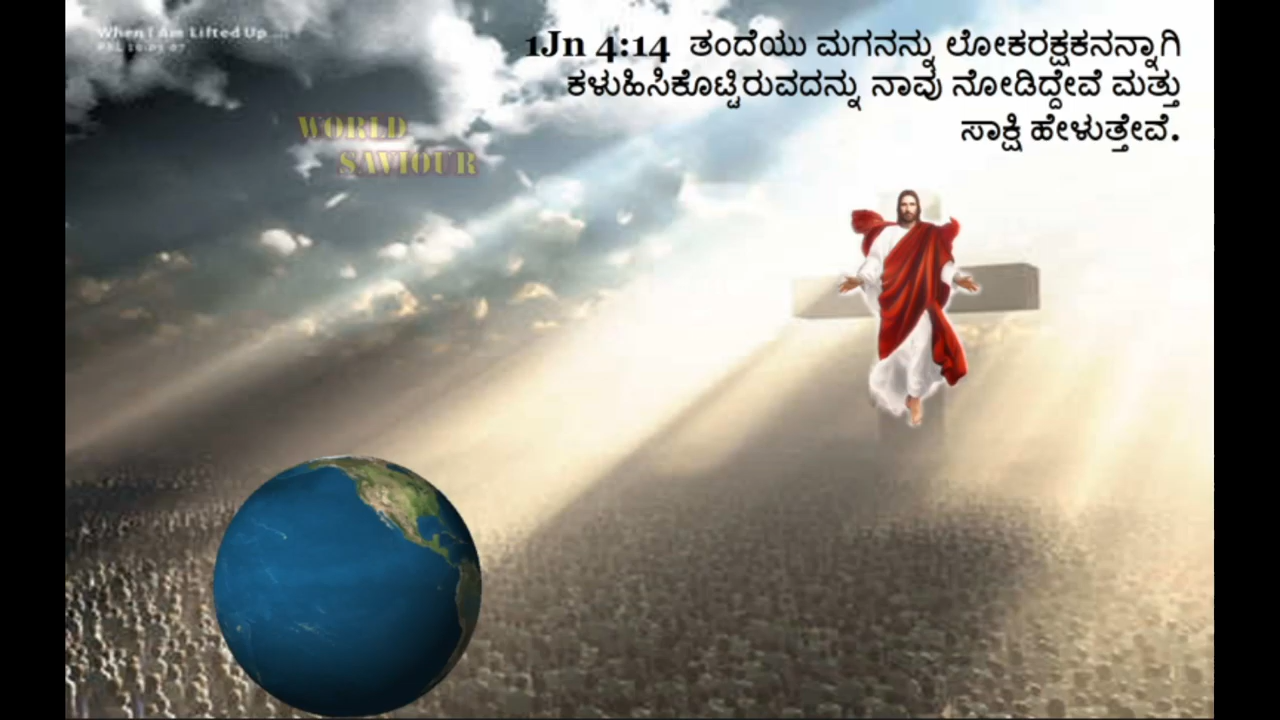 When I Am Lifted Up....
1Jn 4:14 ತಂದೆಯು ಮಗನನ್ನು ಲೋಕರಕ್ಷಕನನ್ನಾಗಿ
ಕಳುಹಿಸಿಕೊಟ್ಟಿರುವದನ್ನು ನಾವು ನೋಡಿದ್ದೇವೆ ಮತ್ತು
ಸಾಕ್ಷಿ ಹೇಳುತ್ತೇವೆ.
WORLD
SAVIOUR